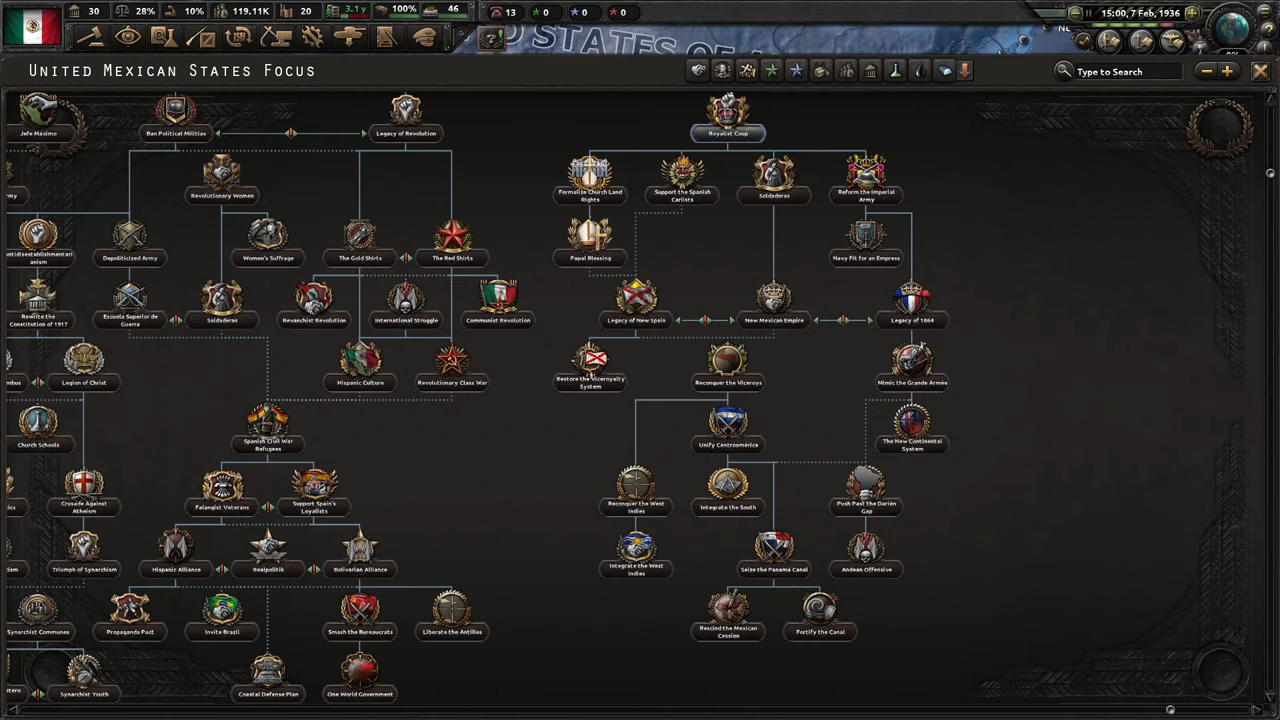 30
28%
10%
119.11K
20
3.1 y
100%
46
13
0
0
0
15:00, 7 Feb, 1936
UNITED MEXICAN STATES FOCUS
Type to Search
Jefe Máximo
Ban Political Militias
Legacy of Revolution
Royalist Coup
Revolutionary Women
Formalize Church Land
Rights
Support the Spanish
Carlists
Soldaderas
Reform the Imperial
Army
antidisestablishmentari
anism
Depoliticized Army
Women's Suffrage
The Gold Shirts
The Red Shirts
Papal Blessing
Navy Fit for an Empress
Rewrite the
Constitution of 1917
Escuela Superior de
Guerra
Soldaderas
Revanchist Revolution
International Struggle
Communist Revolution
Legacy of New Spain
New Mexican Empire
Legacy of 1864
Legion of Christ
Hispanic Culture
Revolutionary Class War
Restore the Viceroyalty
System
Reconquer the Viceroys
Mimic the Grande Armée
Church Schools
Spanish Civil War
Refugees
Unify Centroamérica
The New Continental
System
Crusade Against
Atheism
Falangist Veterans
Support Spain's
Loyalists
Reconquer the West
Indies
Integrate the South
Push Past the Darién
Gap
Triumph of Synarchism
Hispanic Alliance
Realpolitik
Bolivarian Alliance
Integrate the West
Indies
Seize the Panamá Canal
Andean Offensive
Synarchist Communes
Propaganda Pact
Invite Brazil
Smash the Bureaucrats
Liberate the Antilles
Rescind the Mexican
Cession
Fortify the Canal
Synarchist Youth
Coastal Defense Plan
One World Government